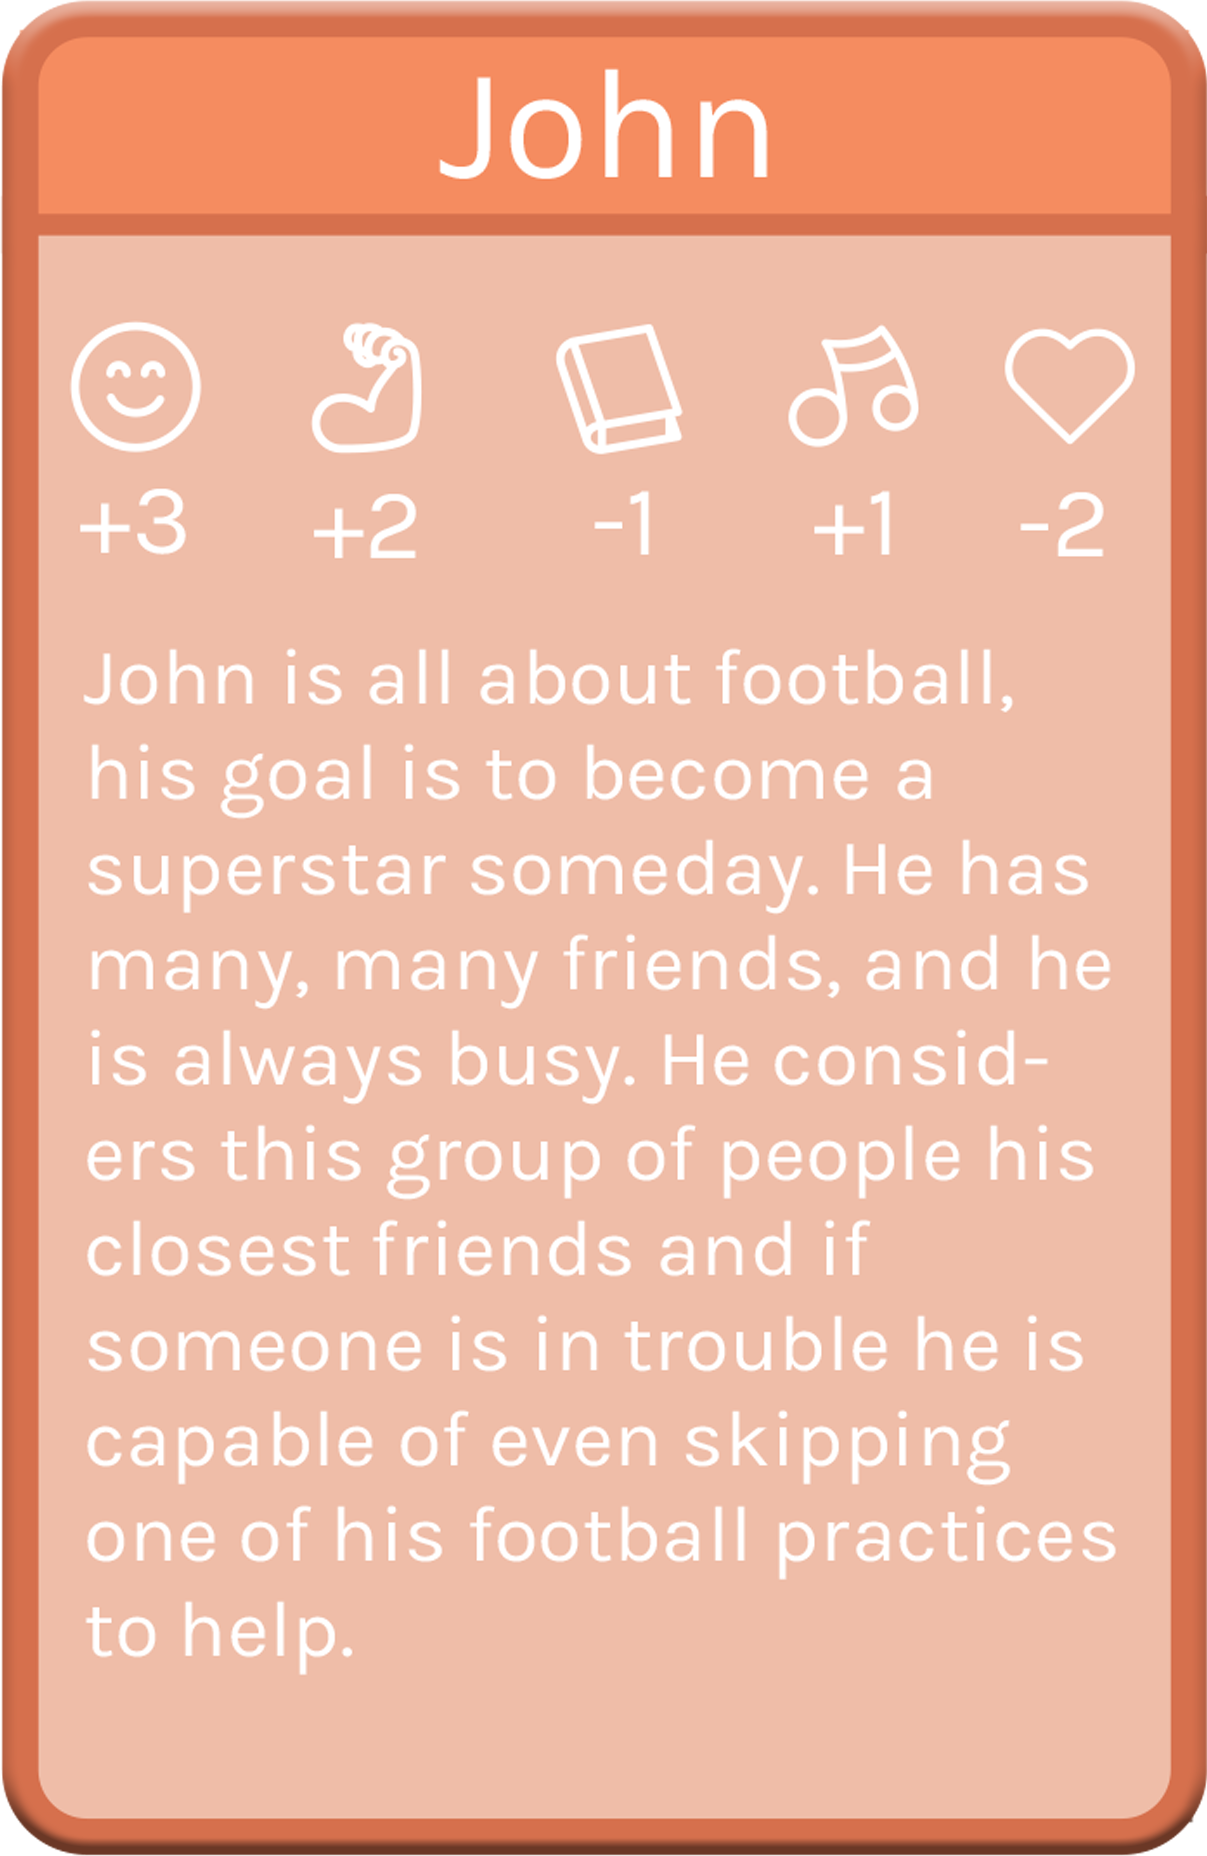 John
+3 +2 -1 +1 -2
John is all about football,
his goal is to become a
superstar someday. He has
many, many friends, and he
is always busy. He consid-
ers this group of people his
closest friends and if
someone is in trouble he is
capable of even skipping
one of his football practices
to help.